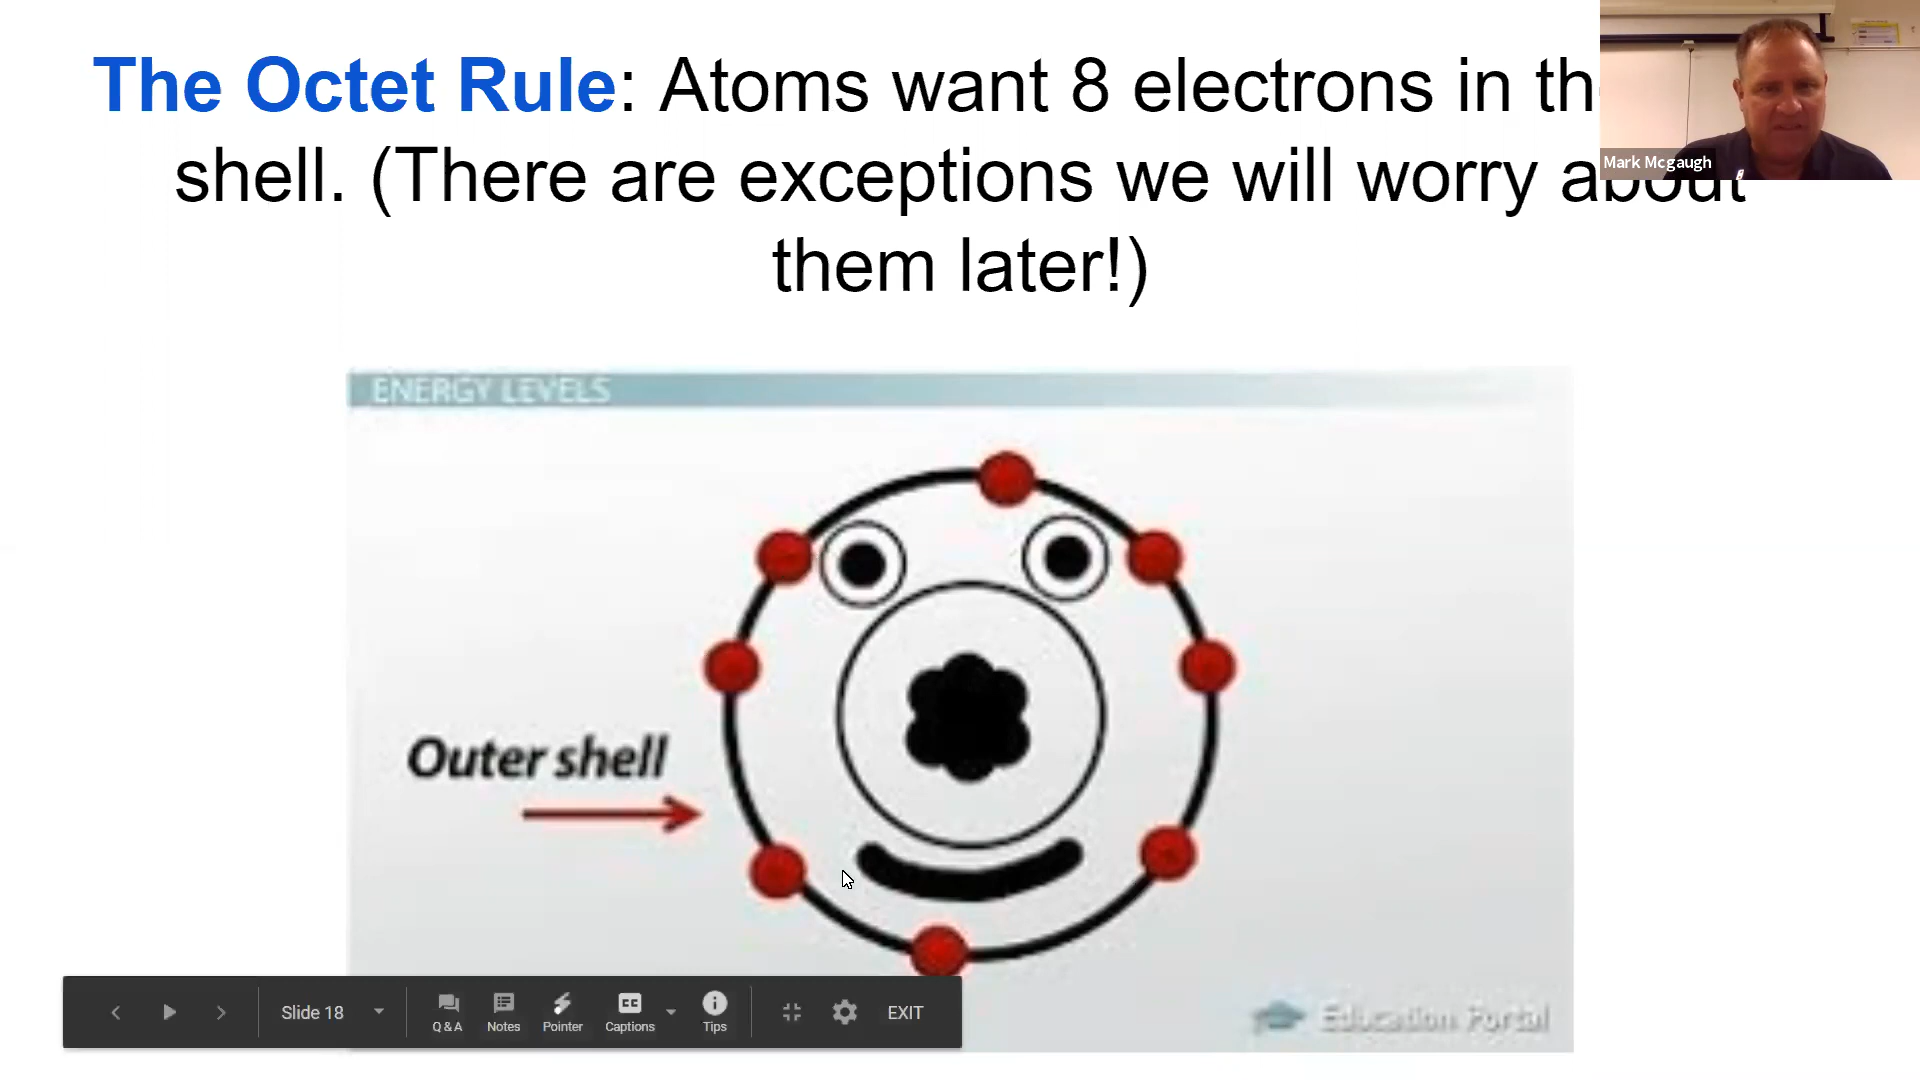 The Octet Rule: Atoms want 8 electrons in
shell. (There are exceptions we will worry about
them later!)
Mark Mcgaugh
ENERGY LEVELS
Outer shell
Education Portal
Slide 18
Q & A
Notes
Pointer
CC
Captions
Tips
EXIT